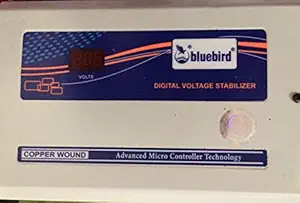 bluebird®
VOLTS
DIGITAL VOLTAGE STABILIZER
COPPER WOUND
Advanced Micro Controller Technology